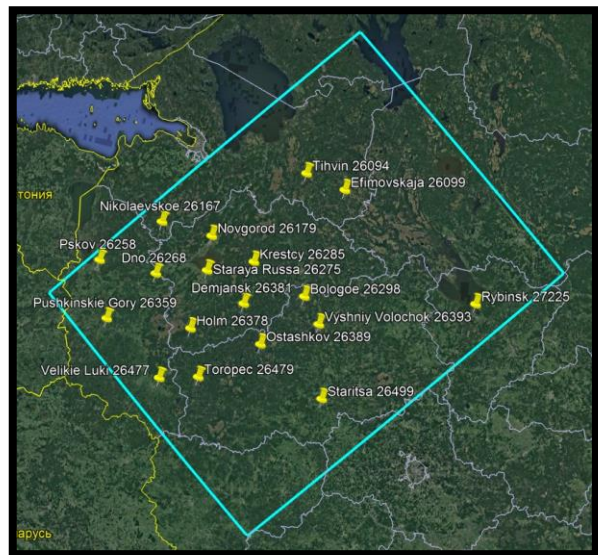 Tihvin 26094
Efimovskaja 26099
тония
Nikolaevskoe 26167
Novgorod 26179
Pskov 26258
Dno 26268
Krestcy 26285
Staraya Russa 26275
Pushkinskie Gory 26359
Demjansk 26381
Bologoe 26298
Rybinsk 27225
Holm 26378
Vyshniy Volochok 26393
Ostashkov 26389
Velikie Luki 26477
Toropec 26479
Staritsa 26499
арусь